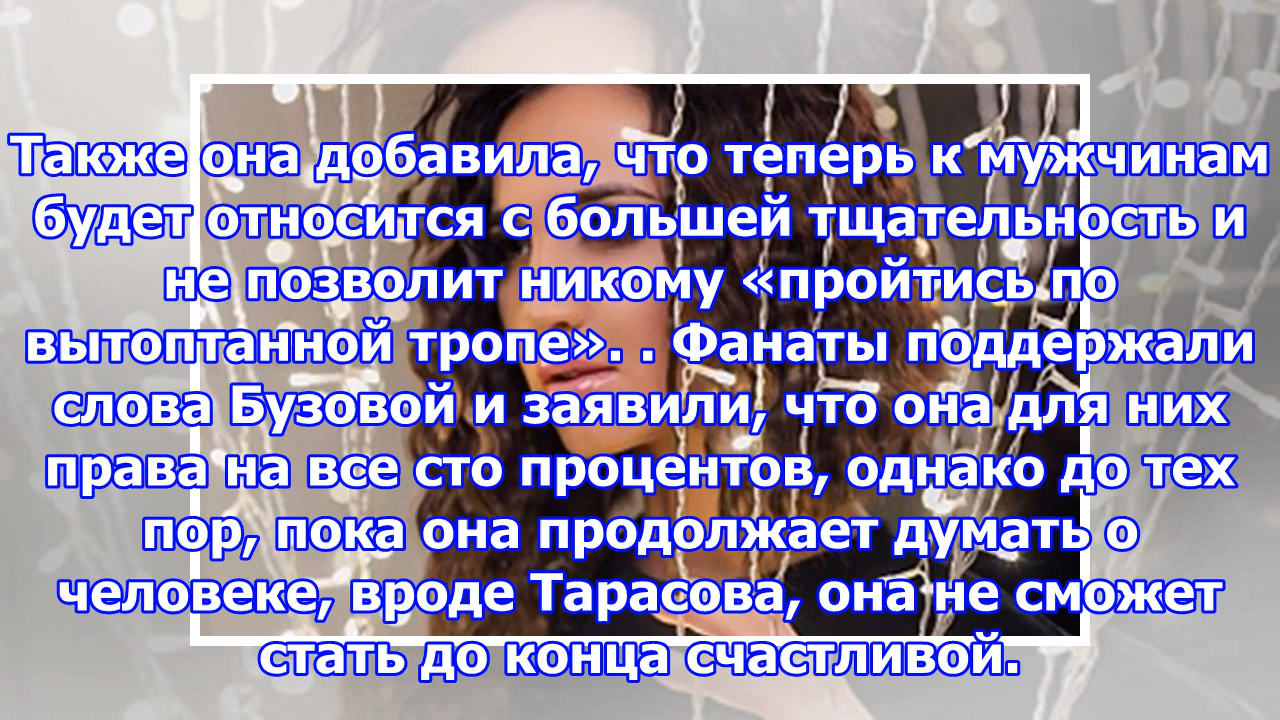 Также она добавила, что теперь к мужчинам
будет относится с большей тщательность и
не позволит никому «пройтись по
вытоптанной тропе». . Фанаты поддержали
слова Бузовой и заявили, что она для них
права на все сто процентов, однако до тех
пор, пока она продолжает думать о
человеке, вроде Тарасова, она не сможет
стать до конца счастливой.